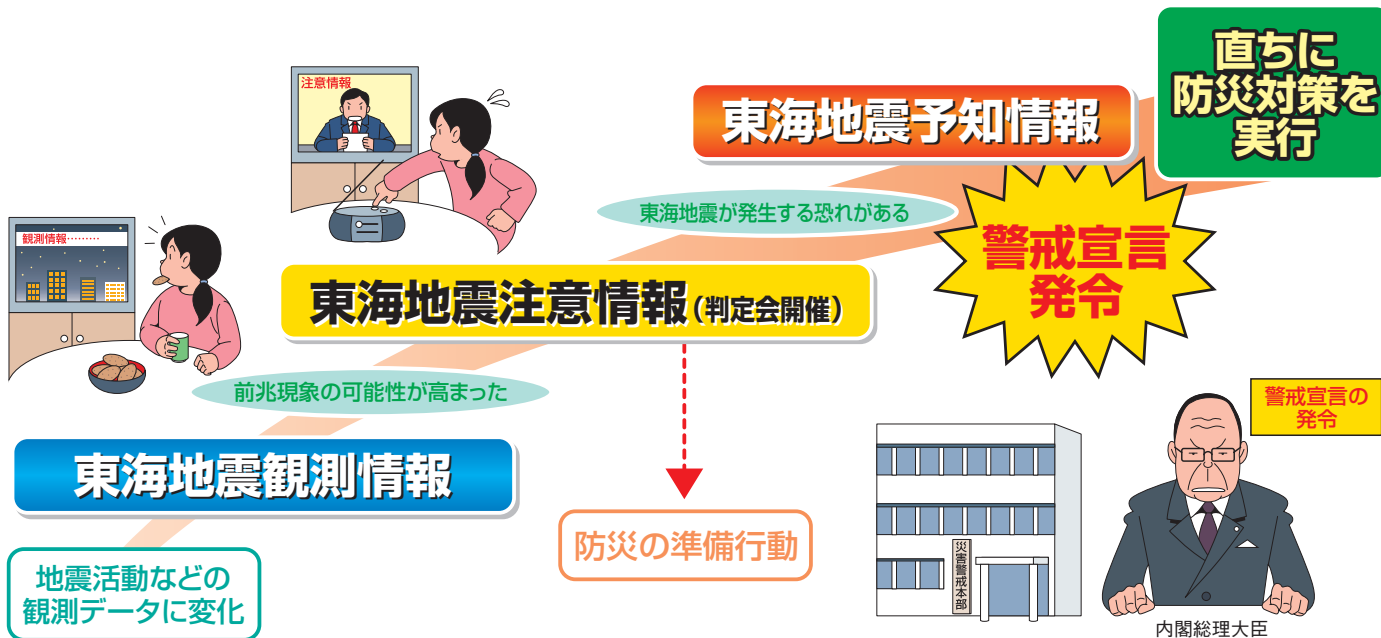 直ちに
防災対策を
実行
注意情報
東海地震予知情報
東海地震が発生する恐れがある
観測情報………
警戒宣言
発令
東海地震注意情報(判定会開催)
前兆現象の可能性が高まった
警戒宣言の
発令
東海地震観測情報
防災の準備行動
災害警戒本部
地震活動などの
観測データに変化
内閣総理大臣